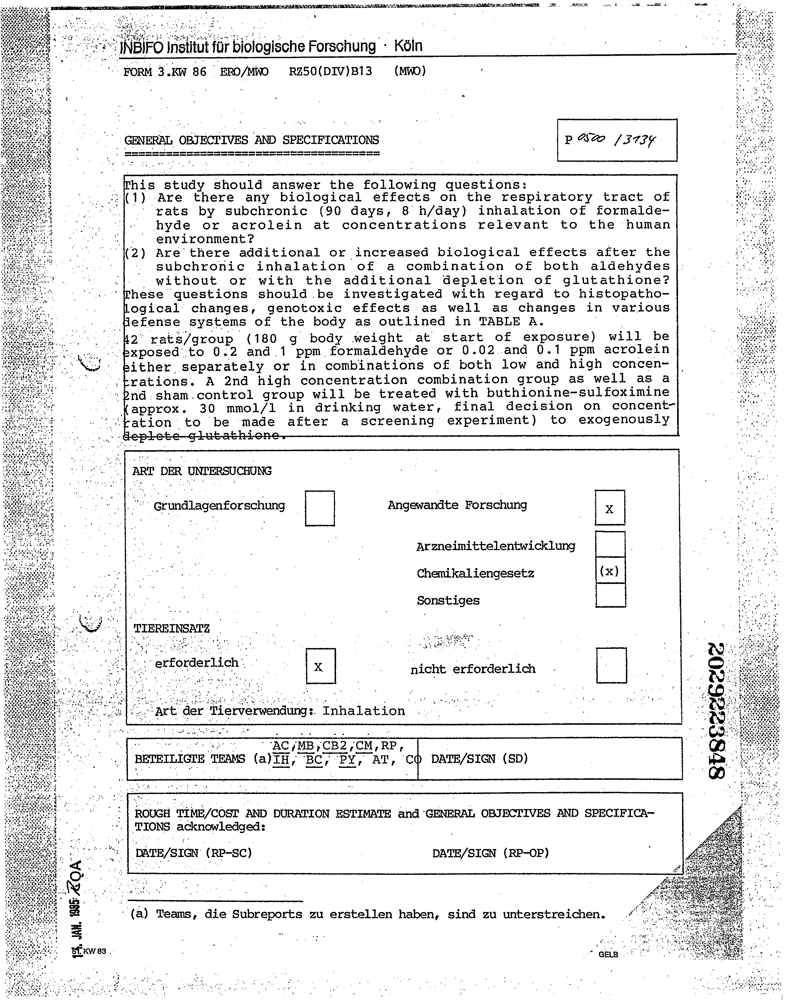 INBIFO Institut für biologische Forschung · Köln
FORM 3.KW 86 ERO/MWO RZ50(DIV)B13 (MWO)
GENERAL OBJECTIVES AND SPECIFICATIONS
P 0500 / 3134
This study should answer the following questions:
(1) Are there any biological effects on the respiratory tract of
rats by subchronic (90 days, 8 h/day) inhalation of formalde-
hyde or acrolein at concentrations relevant to the human
environment?
(2) Are there additional or increased biological effects after the
subchronic inhalation of a combination of both aldehydes
without or with the additional depletion of glutathione?
These questions should be investigated with regard to histopatho-
logical changes, genotoxic effects as well as changes in various
defense systems of the body as outlined in TABLE A.
42 rats/group (180 g body weight at start of exposure) will be
exposed to 0.2 and 1 ppm formaldehyde or 0.02 and 0.1 ppm acrolein
either separately or in combinations of both low and high concen-
trations. A 2nd high concentration combination group as well as a
2nd sham control group will be treated with buthionine-sulfoximine
(approx. 30 mmol/l in drinking water, final decision on concent-
ration to be made after a screening experiment) to exogenously
deplete glutathione.
ART DER UNTERSUCHUNG
Grundlagenforschung
Angewandte Forschung X
Arzneimittelentwicklung
Chemikaliengesetz (x)
Sonstiges
TIEREINSATZ
erforderlich X
nicht erforderlich
Art der Tierverwendung: Inhalation
AC,MB,CB2,CM,RP,
BETEILIGTE TEAMS (a)IH, BC, PY, AT, CO DATE/SIGN (SD)
ROUGH TIME/COST AND DURATION ESTIMATE and GENERAL OBJECTIVES AND SPECIFICA-
TIONS acknowledged:
DATE/SIGN (RP-SC) DATE/SIGN (RP-OP)
(a) Teams, die Subreports zu erstellen haben, sind zu unterstreichen.
KW 83
GELB
JAN. 1985 RQA
2029223848